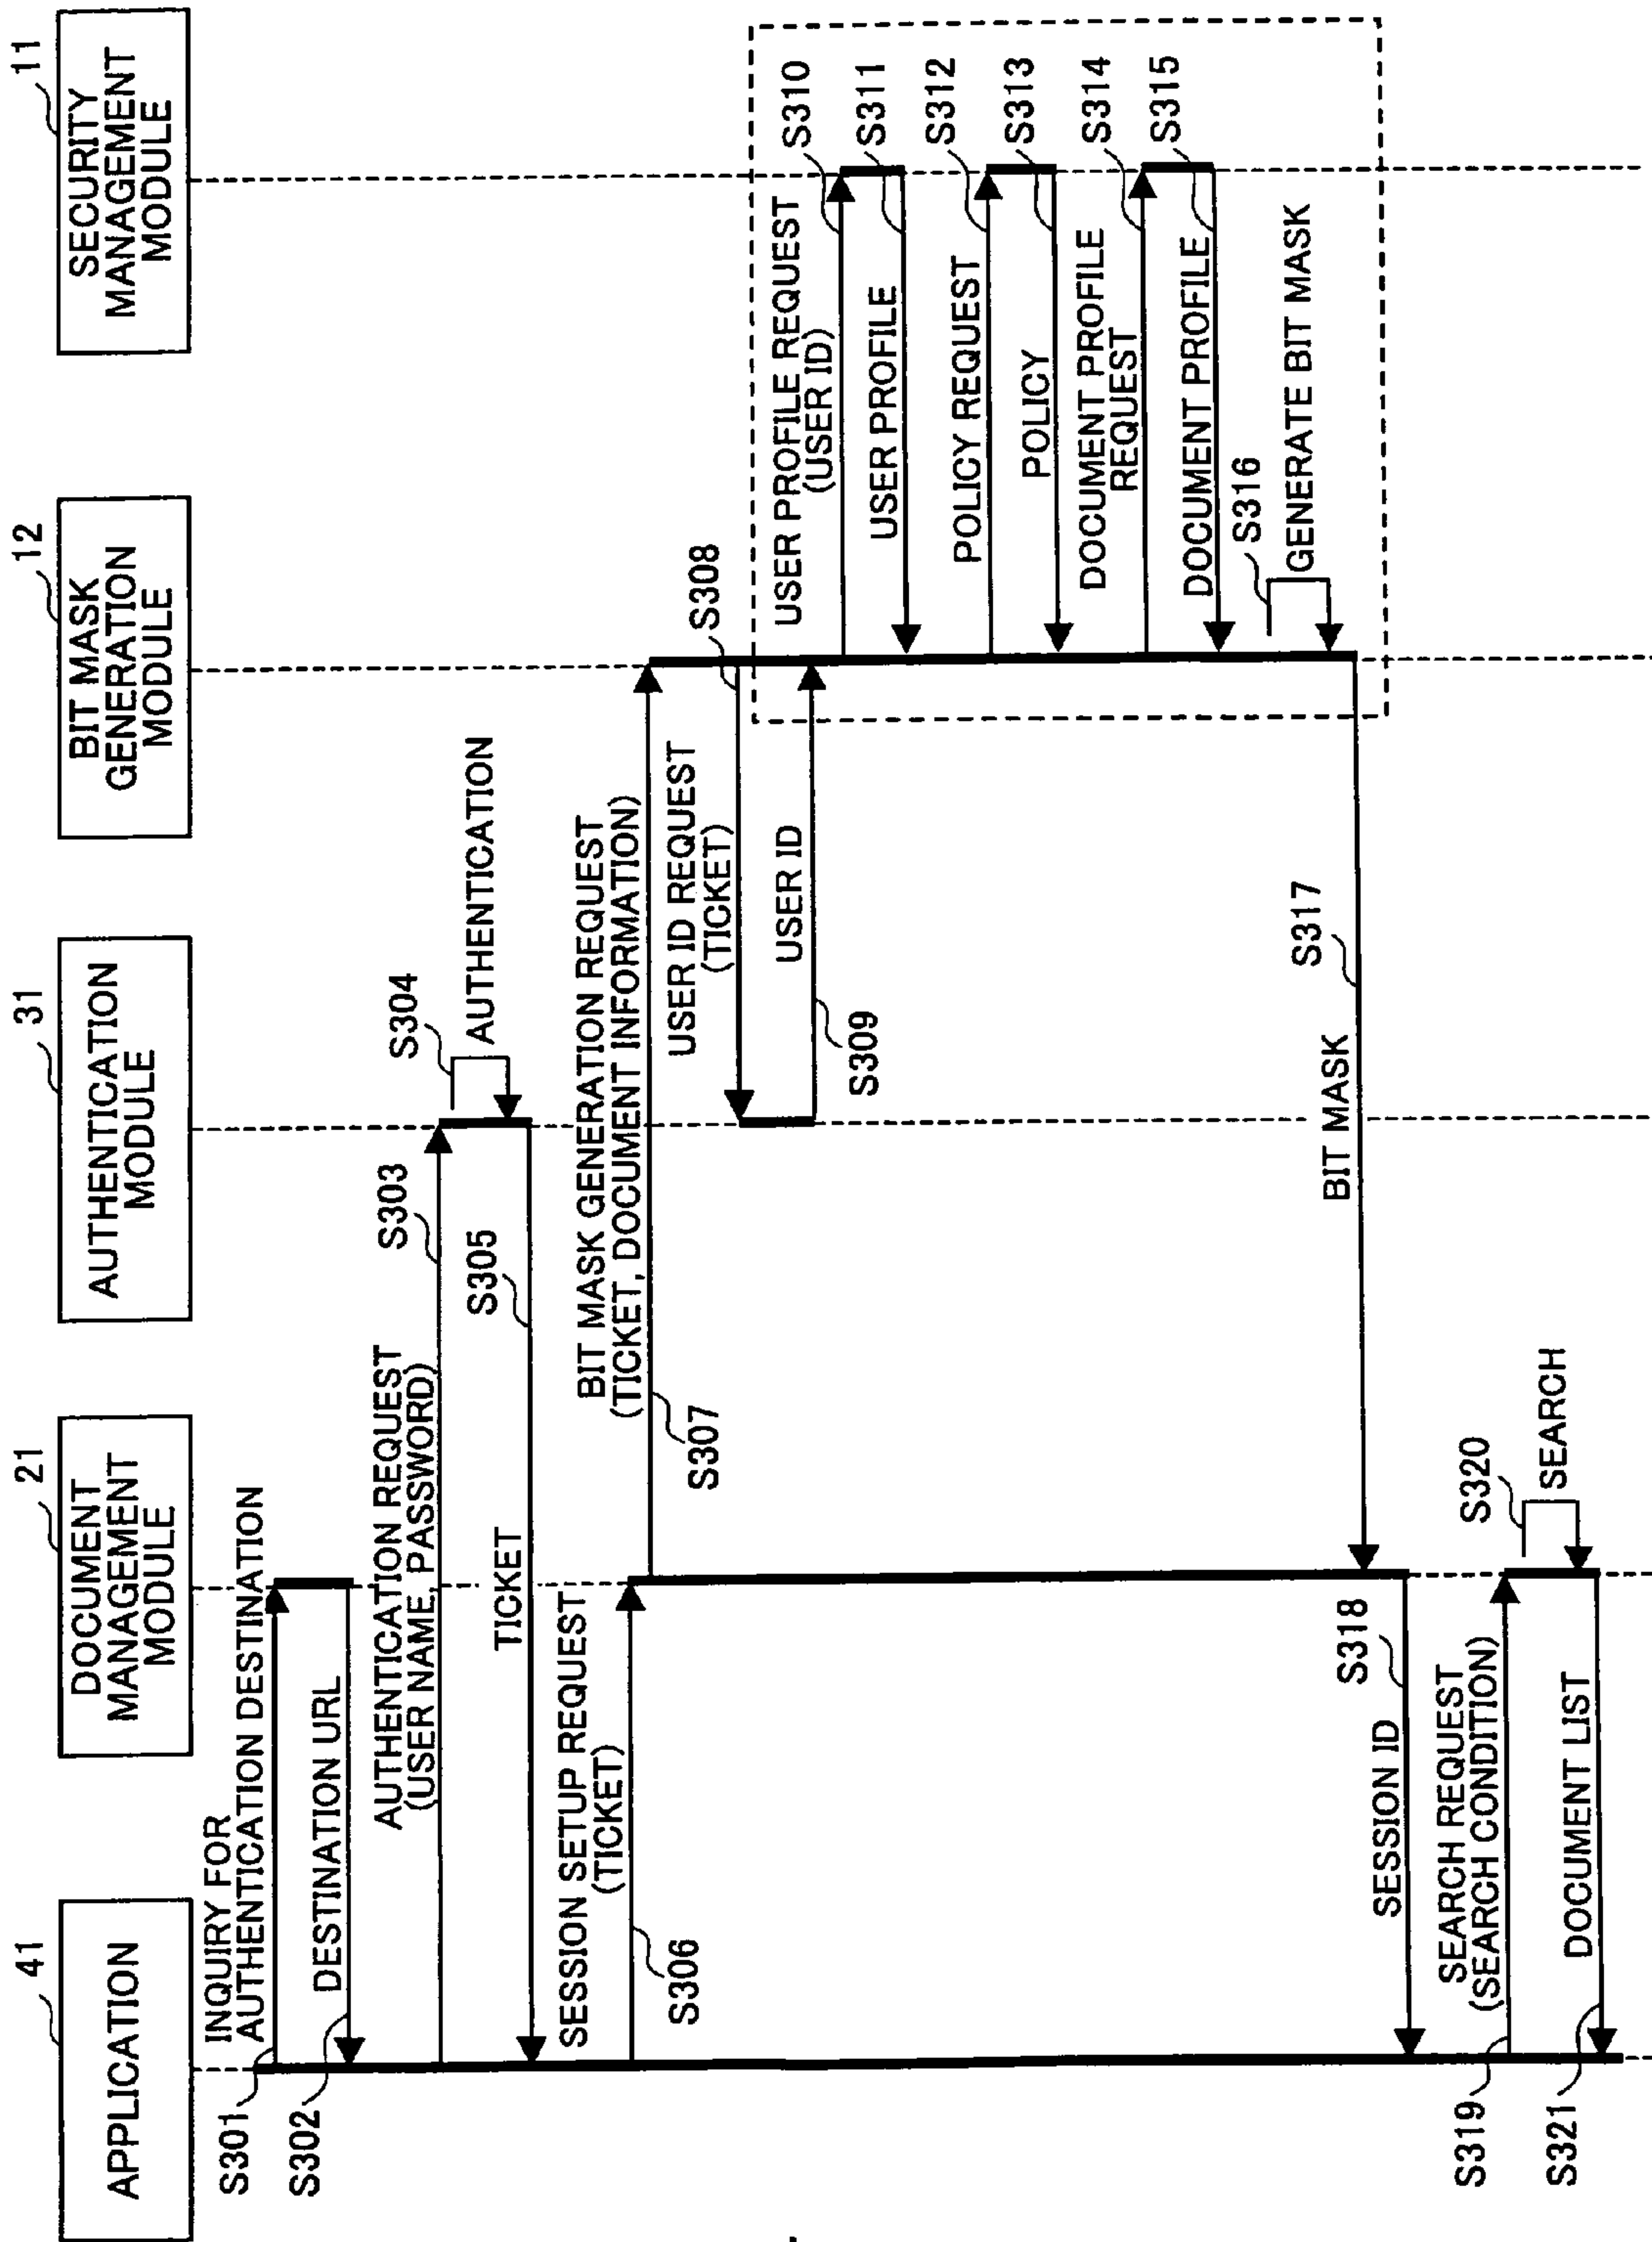 41
APPLICATION
21
DOCUMENT
MANAGEMENT
MODULE
31
AUTHENTICATION
MODULE
12
BIT MASK
GENERATION
MODULE
11
SECURITY
MANAGEMENT
MODULE
S301
INQUIRY FOR
AUTHENTICATION DESTINATION
S302
DESTINATION URL
AUTHENTICATION REQUEST
(USER NAME, PASSWORD)
S303
S304
AUTHENTICATION
TICKET
S305
SESSION SETUP REQUEST
(TICKET)
S306
BIT MASK GENERATION REQUEST
(TICKET, DOCUMENT INFORMATION)
S307
USER ID REQUEST
(TICKET)
S308
USER ID
S309
USER PROFILE REQUEST
(USER ID)
S310
USER PROFILE
S311
POLICY REQUEST
S312
POLICY
S313
DOCUMENT PROFILE
REQUEST
S314
DOCUMENT PROFILE
S315
S316
GENERATE BIT MASK
BIT MASK
S317
SESSION ID
S318
SEARCH REQUEST
(SEARCH CONDITION)
S319
S320
SEARCH
DOCUMENT LIST
S321